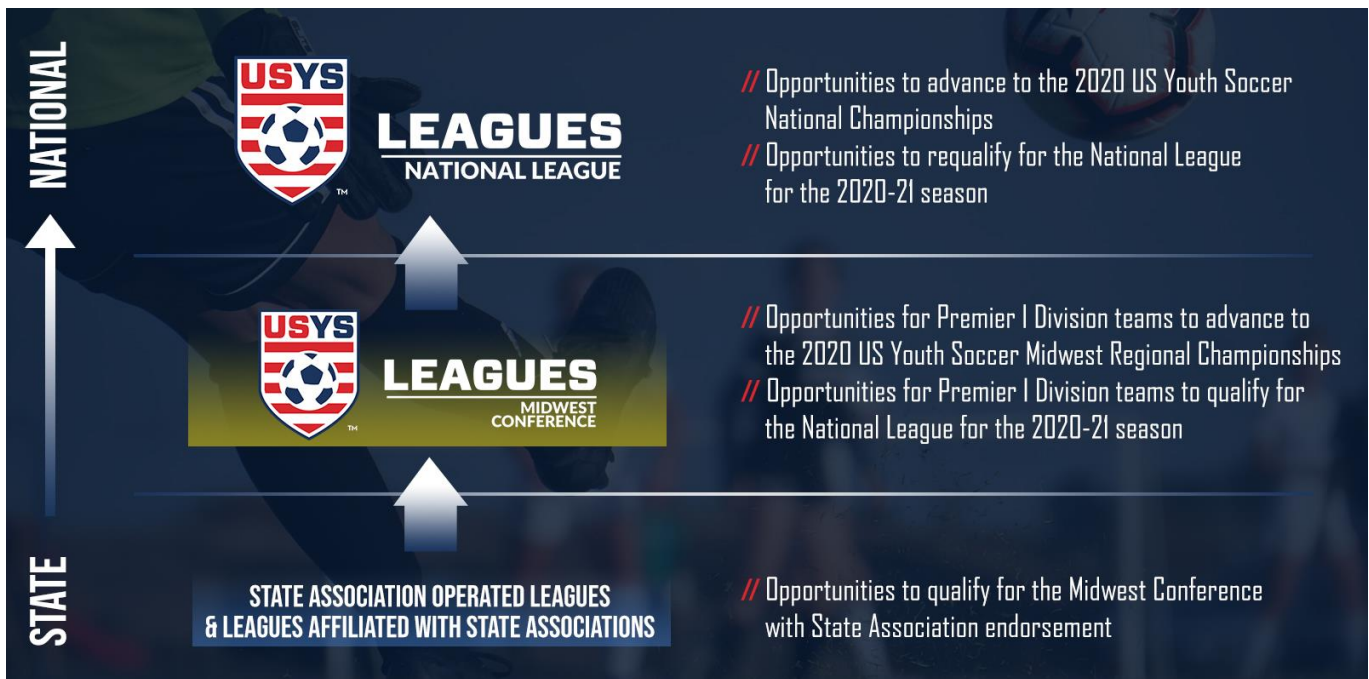 NATIONAL
USYS
TM
LEAGUES
NATIONAL LEAGUE
// Opportunities to advance to the 2020 US Youth Soccer
National Championships
// Opportunities to requalify for the National League
for the 2020-21 season
USYS
TM
LEAGUES
MIDWEST
CONFERENCE
// Opportunities for Premier I Division teams to advance to
the 2020 US Youth Soccer Midwest Regional Championships
// Opportunities for Premier I Division teams to qualify for
the National League for the 2020-21 season
STATE
STATE ASSOCIATION OPERATED LEAGUES
& LEAGUES AFFILIATED WITH STATE ASSOCIATIONS
// Opportunities to qualify for the Midwest Conference
with State Association endorsement